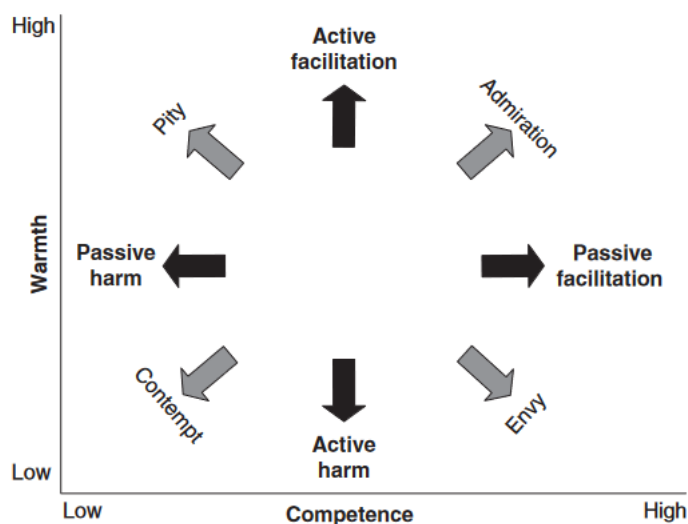 High
Active
facilitation
Pity
Admiration
Warmth
Passive
harm
Passive
facilitation
Contempt
Envy
Active
harm
Low
Low
Competence
High